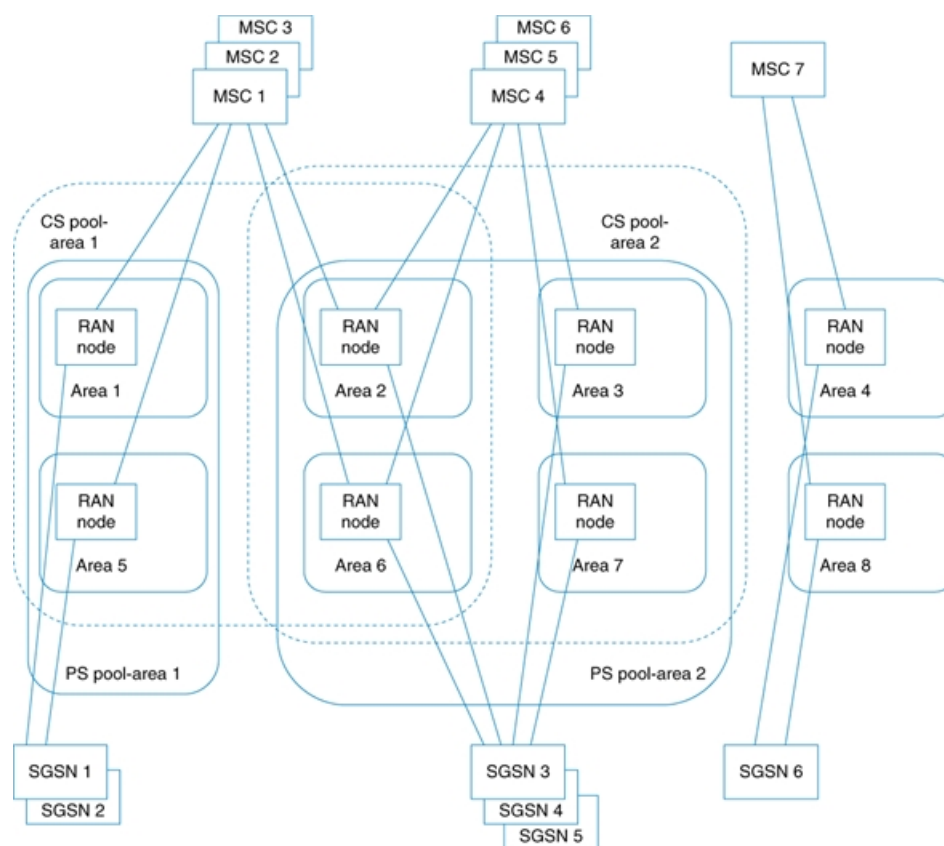 MSC 3
MSC 2
MSC 1
MSC 6
MSC 5
MSC 4
MSC 7
CS pool-
area 1
CS pool-
area 2
RAN
node
Area 1
RAN
node
Area 2
RAN
node
Area 3
RAN
node
Area 4
RAN
node
Area 5
RAN
node
Area 6
RAN
node
Area 7
RAN
node
Area 8
PS pool-area 1
PS pool-area 2
SGSN 1
SGSN 2
SGSN 3
SGSN 4
SGSN 5
SGSN 6